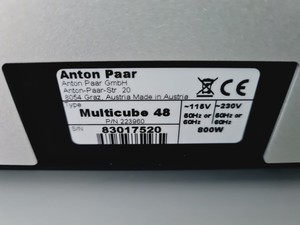 Anton Paar
Anton Paar GmbH
Anton-Paar-Str. 20
8054 Graz, Austria Made in Austria
Type
Multicube 48
P/N 223960
S/N
83017520
~115V
50Hz or
60Hz
~230V
50Hz or
60Hz
800W
CE